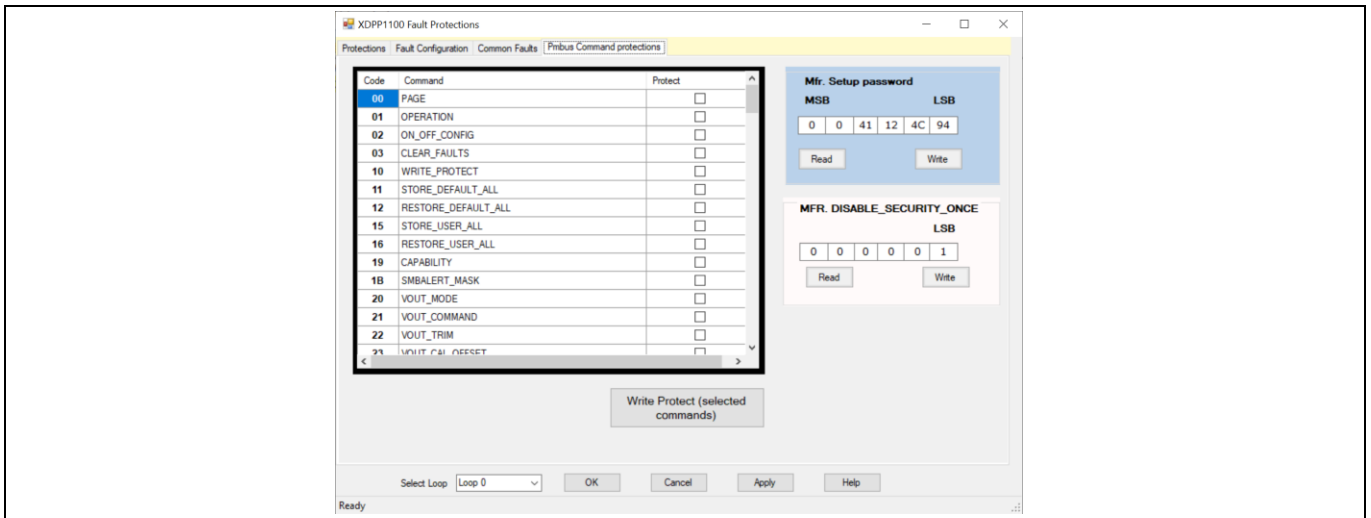 XDPP1100 Fault Protections
Protections Fault Configuration Common Faults Pmbus Command protections
Code Command Protect
00 PAGE
01 OPERATION
02 ON_OFF_CONFIG
03 CLEAR_FAULTS
10 WRITE_PROTECT
11 STORE_DEFAULT_ALL
12 RESTORE_DEFAULT_ALL
15 STORE_USER_ALL
16 RESTORE_USER_ALL
19 CAPABILITY
1B SMBALERT_MASK
20 VOUT_MODE
21 VOUT_COMMAND
22 VOUT_TRIM
23 VOUT_CAL_OFFSET
Write Protect (selected
commands)
Mfr. Setup password
MSB LSB
0 0 41 12 4C 94
Read Write
MFR. DISABLE_SECURITY_ONCE
LSB
0 0 0 0 0 1
Read Write
Select Loop Loop 0 OK Cancel Apply Help
Ready